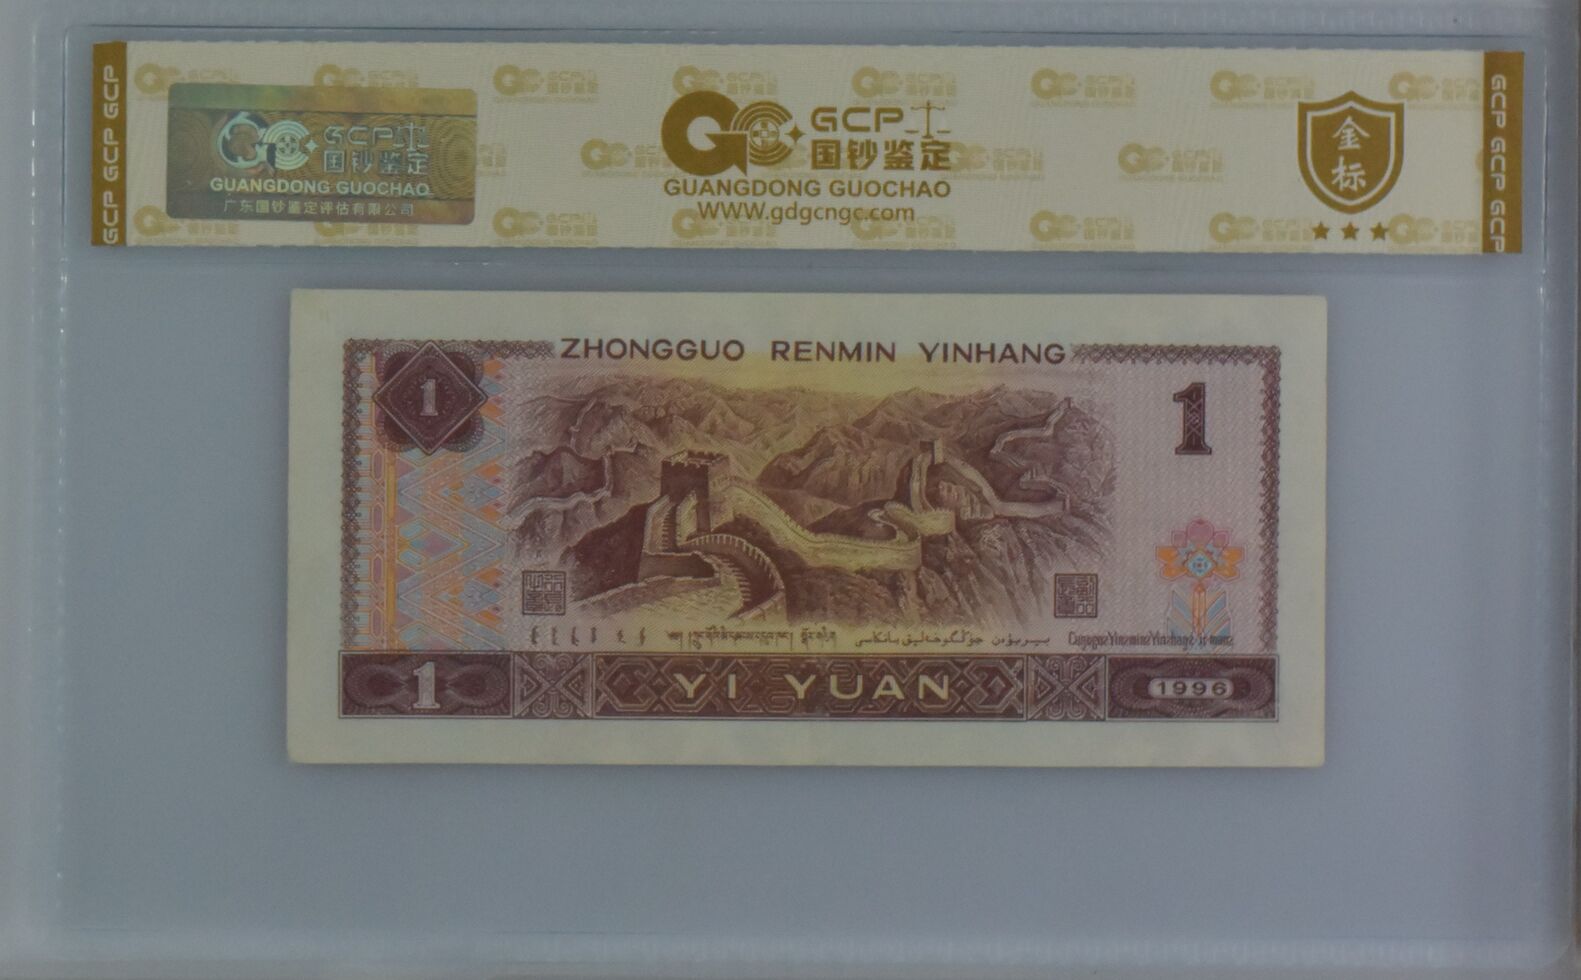 GCP GCP GCP
GCP 国钞鉴定
GUANGDONG GUOCHAO
广东国钞鉴定评估有限公司
GCP
国钞鉴定
GUANGDONG GUOCHAO
WWW.gdgcngc.com
金
标
GCP GCP GCP
ZHONGGUO RENMIN YINHANG
1
1
1
YI YUAN
1996